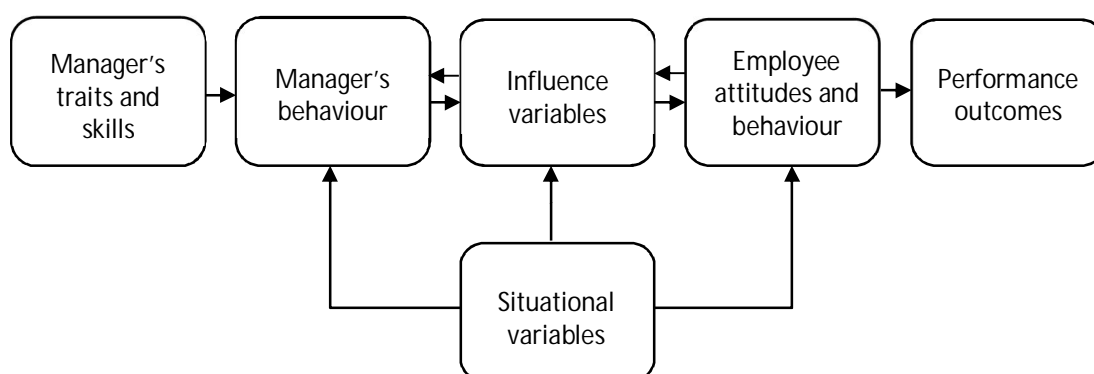 Manager’s
traits and
skills
Manager’s
behaviour
Influence
variables
Employee
attitudes and
behaviour
Performance
outcomes
Situational
variables